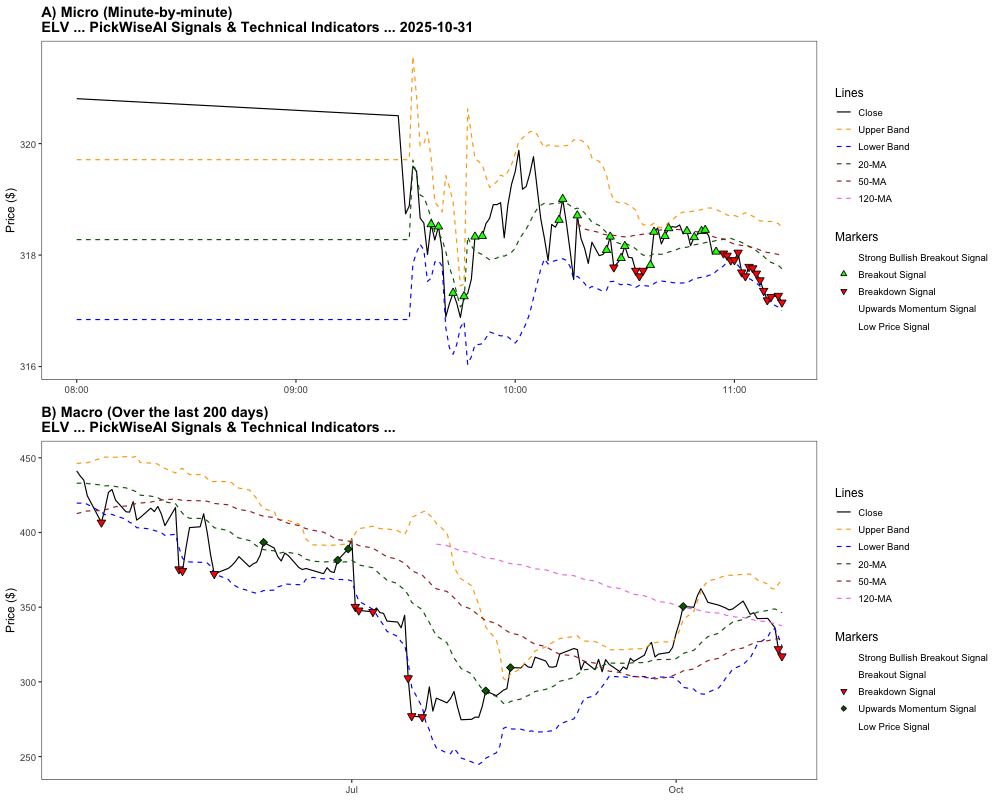 A) Micro (Minute-by-minute)
ELV ... PickWiseAI Signals & Technical Indicators ... 2025-10-31
Price ($)
320
318
316
08:00
09:00
10:00
11:00
Lines
Close
Upper Band
Lower Band
20-MA
50-MA
120-MA
Markers
Strong Bullish Breakout Signal
Breakout Signal
Breakdown Signal
Upwards Momentum Signal
Low Price Signal
B) Macro (Over the last 200 days)
ELV ... PickWiseAI Signals & Technical Indicators ...
Price ($)
450
400
350
300
250
Jul
Oct
Lines
Close
Upper Band
Lower Band
20-MA
50-MA
120-MA
Markers
Strong Bullish Breakout Signal
Breakout Signal
Breakdown Signal
Upwards Momentum Signal
Low Price Signal